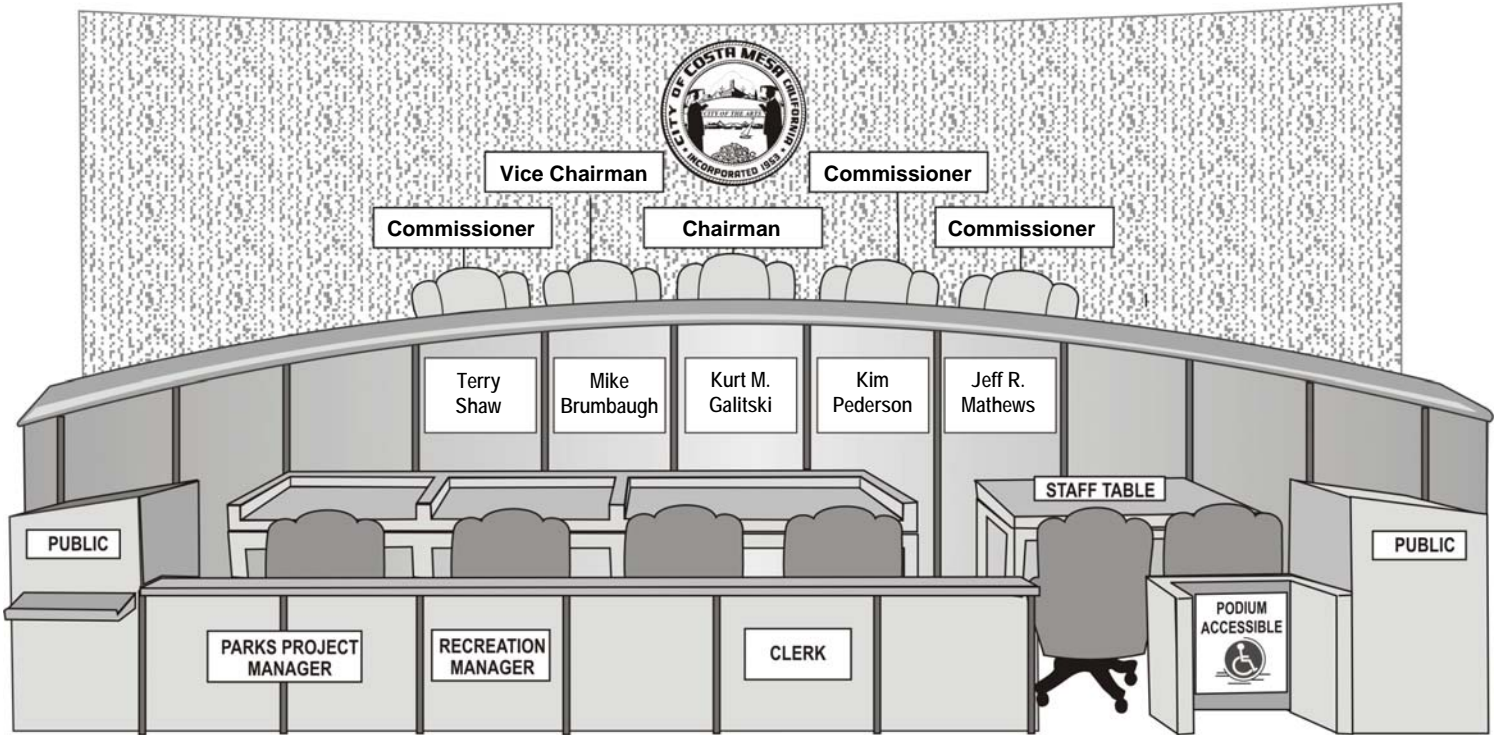 CITY OF COSTA MESA CALIFORNIA
CITY OF THE ARTS
INCORPORATED 1953
Vice Chairman
Commissioner
Commissioner
Chairman
Commissioner
Terry
Shaw
Mike
Brumbaugh
Kurt M.
Galitski
Kim
Pederson
Jeff R.
Mathews
STAFF TABLE
PUBLIC
PUBLIC
PARKS PROJECT
MANAGER
RECREATION
MANAGER
CLERK
PODIUM
ACCESSIBLE